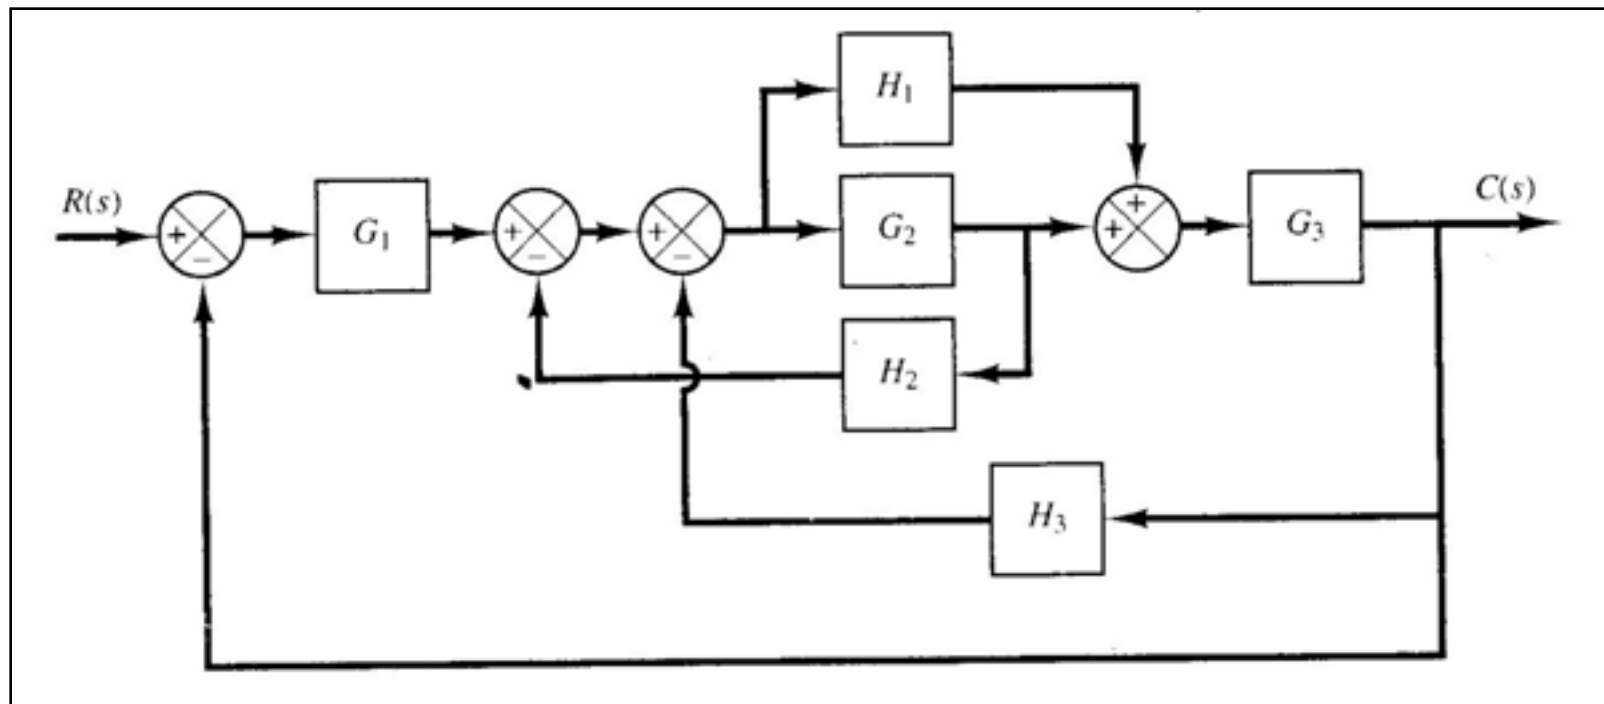 H₁
R(s)
+
−
G₁
+
−
+
−
G₂
+
+
G₃
C(s)
H₂
H₃